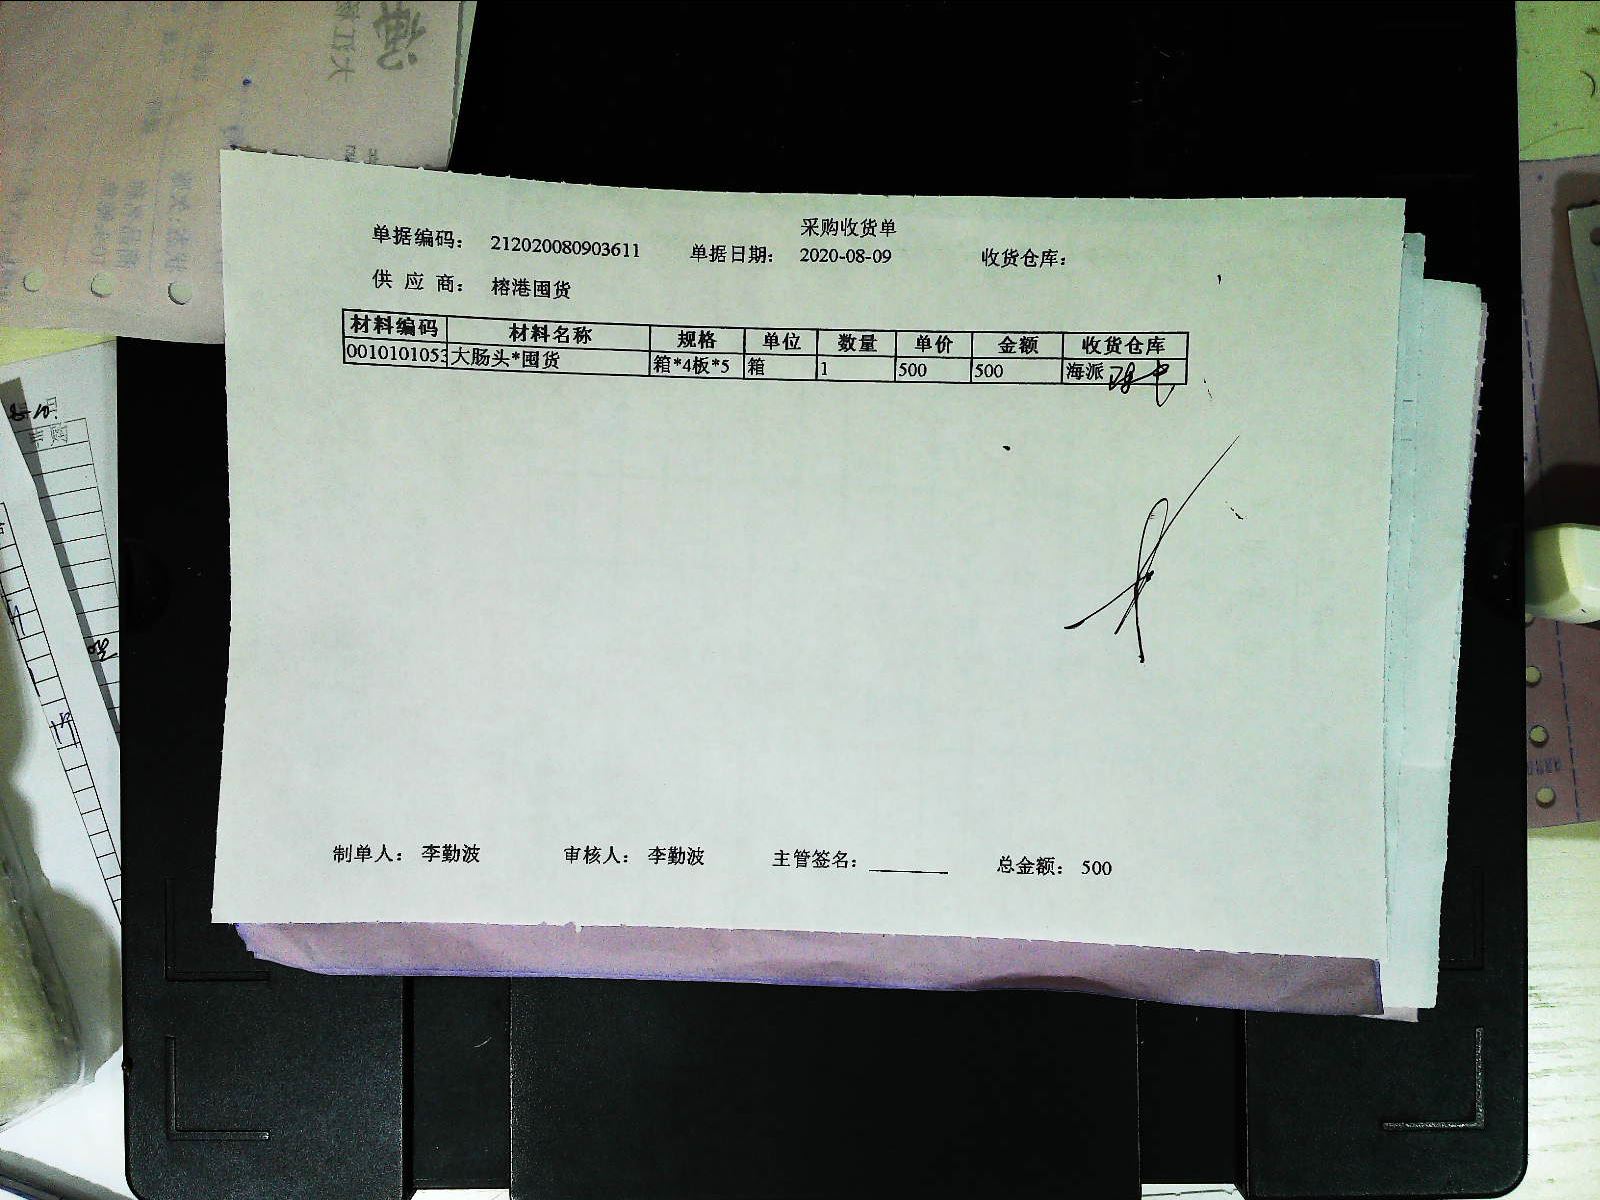 采购收货单
单据编码： 212020080903611 单据日期： 2020-08-09 收货仓库：
供 应 商： 榕港囤货
材料编码 材料名称 规格 单位 数量 单价 金额 收货仓库
0010101053 大肠头*囤货 箱*4板*5 箱 1 500 500 海派
制单人： 李勤波 审核人： 李勤波 主管签名： 总金额： 500